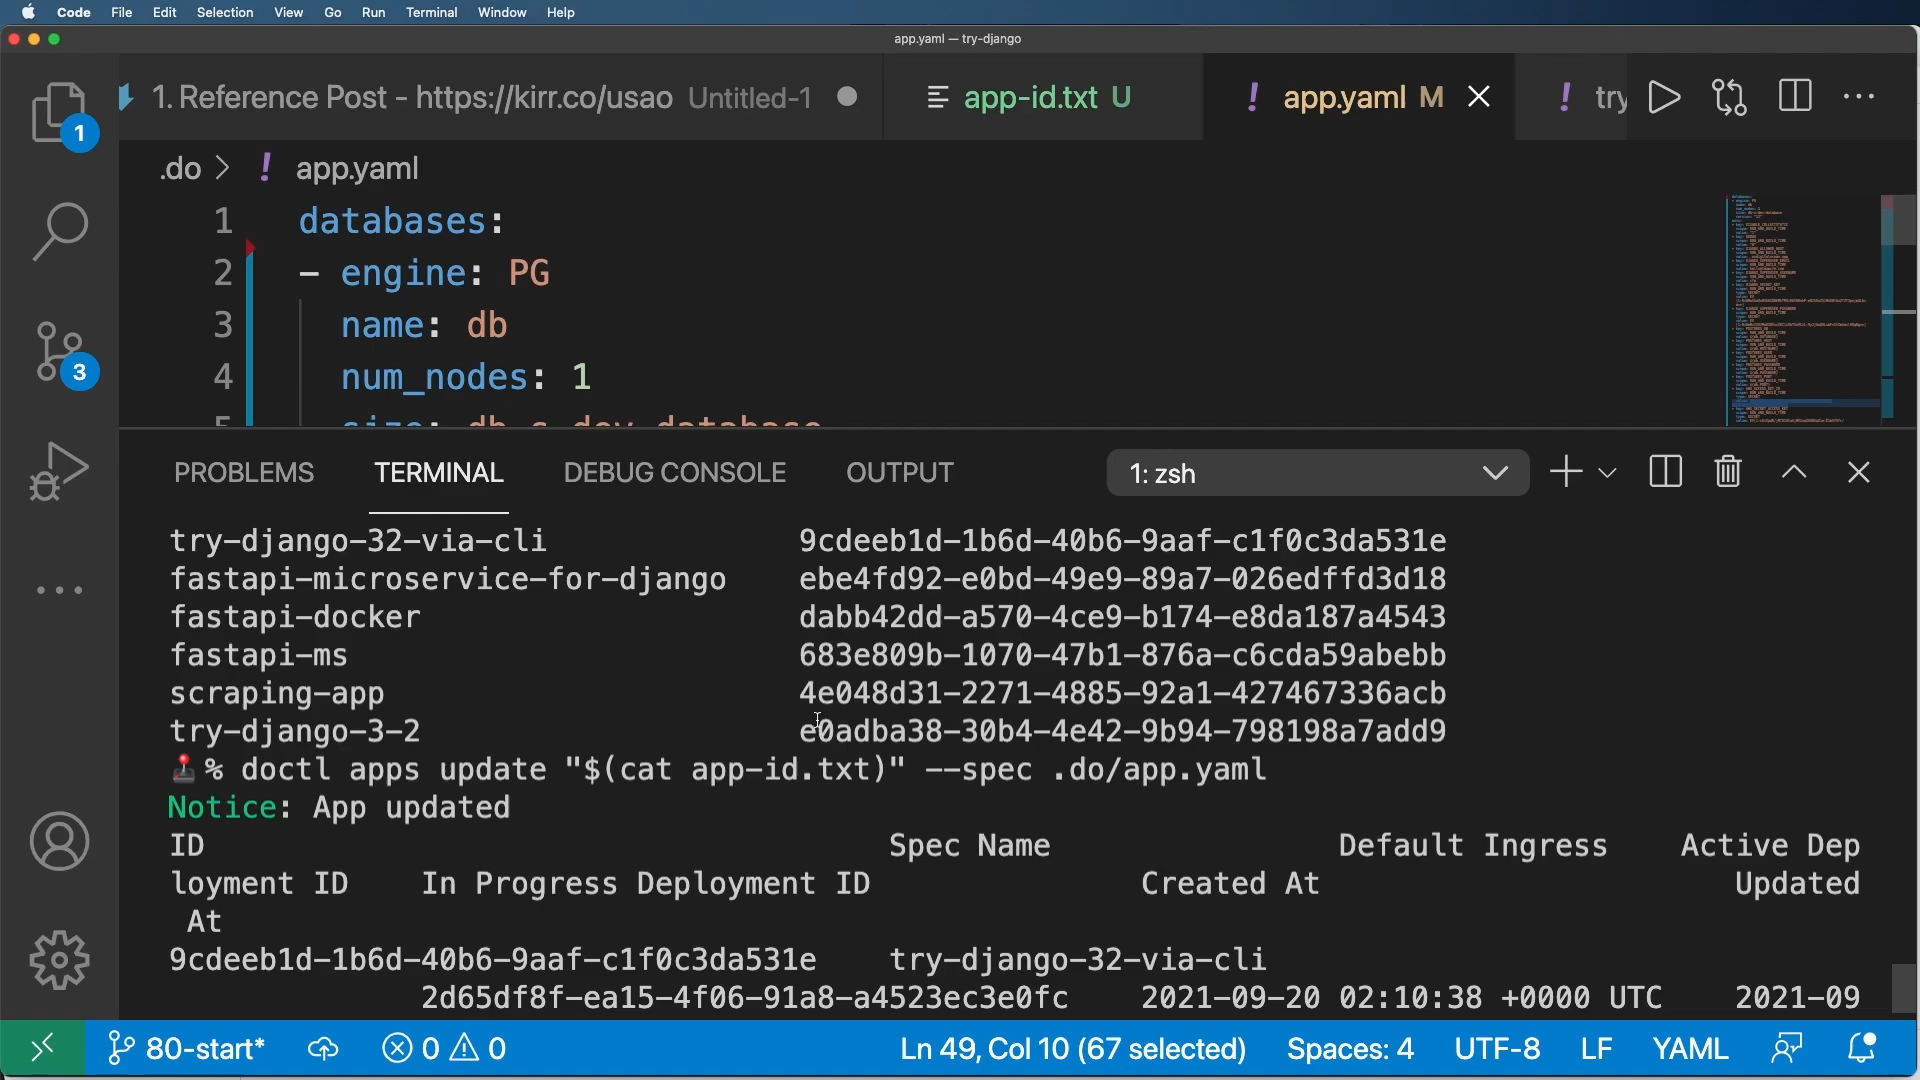 Code File Edit Selection View Go Run Terminal Window Help
app.yaml — try-django
1. Reference Post - https://kirr.co/usao Untitled-1
app-id.txt U
! app.yaml M
! try
1
.do > ! app.yaml
1 databases:
2 - engine: PG
3 name: db
4 num_nodes: 1
5 size: db-s-dev-database
3
PROBLEMS TERMINAL DEBUG CONSOLE OUTPUT 1: zsh
try-django-32-via-cli 9cdeeb1d-1b6d-40b6-9aaf-c1f0c3da531e
fastapi-microservice-for-django ebe4fd92-e0bd-49e9-89a7-026edffd3d18
fastapi-docker dabb42dd-a570-4ce9-b174-e8da187a4543
fastapi-ms 683e809b-1070-47b1-876a-c6cda59abebb
scraping-app 4e048d31-2271-4885-92a1-427467336acb
try-django-3-2 e0adba38-30b4-4e42-9b94-798198a7add9
% doctl apps update "$(cat app-id.txt)" --spec .do/app.yaml
Notice: App updated
ID Spec Name Default Ingress Active Dep
loyment ID In Progress Deployment ID Created At Updated
At
9cdeeb1d-1b6d-40b6-9aaf-c1f0c3da531e try-django-32-via-cli
2d65df8f-ea15-4f06-91a8-a4523ec3e0fc 2021-09-20 02:10:38 +0000 UTC 2021-09
80-start* 0 0 Ln 49, Col 10 (67 selected) Spaces: 4 UTF-8 LF YAML